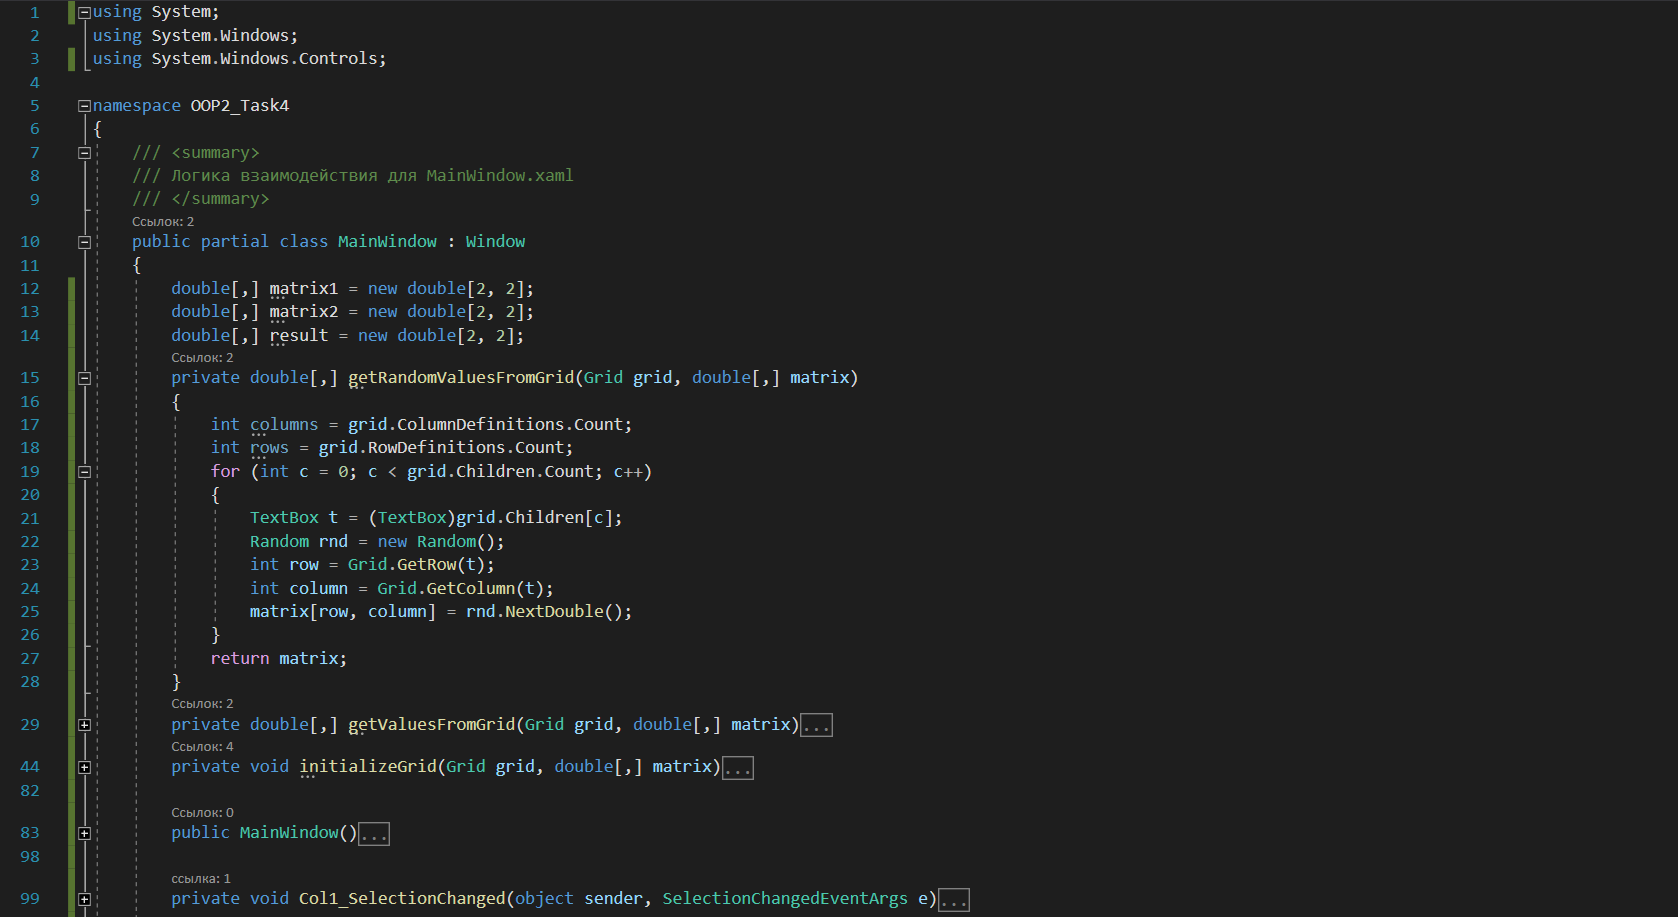 1 using System;
2 using System.Windows;
3 using System.Windows.Controls;
4
5 namespace OOP2_Task4
6 {
7 /// <summary>
8 /// Логика взаимодействия для MainWindow.xaml
9 /// </summary>
Ссылок: 2
10 public partial class MainWindow : Window
11 {
12 double[,] matrix1 = new double[2, 2];
13 double[,] matrix2 = new double[2, 2];
14 double[,] result = new double[2, 2];
Ссылок: 2
15 private double[,] getRandomValuesFromGrid(Grid grid, double[,] matrix)
16 {
17 int columns = grid.ColumnDefinitions.Count;
18 int rows = grid.RowDefinitions.Count;
19 for (int c = 0; c < grid.Children.Count; c++)
20 {
21 TextBox t = (TextBox)grid.Children[c];
22 Random rnd = new Random();
23 int row = Grid.GetRow(t);
24 int column = Grid.GetColumn(t);
25 matrix[row, column] = rnd.NextDouble();
26 }
27 return matrix;
28 }
Ссылок: 2
29 private double[,] getValuesFromGrid(Grid grid, double[,] matrix)...
Ссылок: 4
44 private void initializeGrid(Grid grid, double[,] matrix)...
82
Ссылок: 0
83 public MainWindow()...
98
ссылка: 1
99 private void Col1_SelectionChanged(object sender, SelectionChangedEventArgs e)...